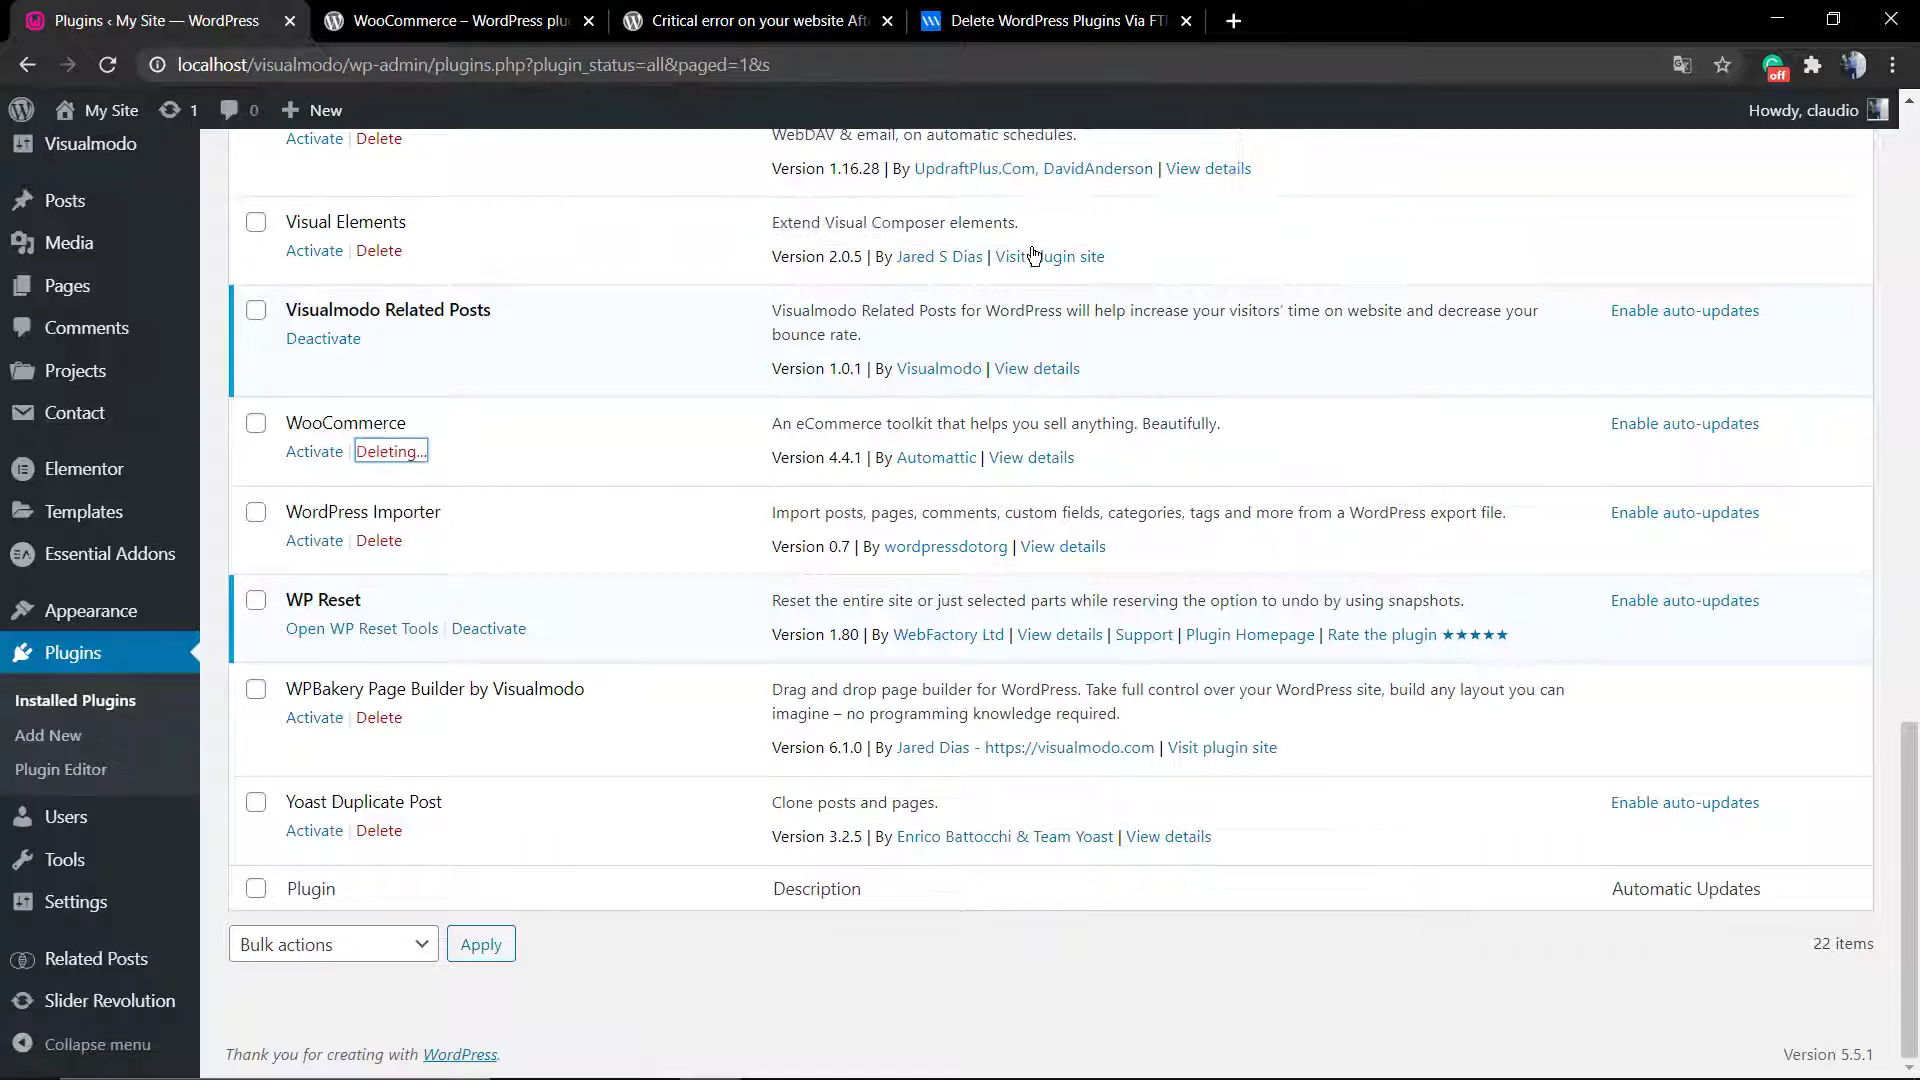 Plugins ‹ My Site — WordPress
WooCommerce – WordPress plu
Critical error on your website Aft
Delete WordPress Plugins Via FTP
localhost/visualmodo/wp-admin/plugins.php?plugin_status=all&paged=1&s
off
My Site
1
0
New
Howdy, claudio
Visualmodo
Posts
Media
Pages
Comments
Projects
Contact
Elementor
Templates
Essential Addons
Appearance
Plugins
Installed Plugins
Add New
Plugin Editor
Users
Tools
Settings
Related Posts
Slider Revolution
Collapse menu
Activate | Delete
WebDAV & email, on automatic schedules.
Version 1.16.28 | By UpdraftPlus.Com, DavidAnderson | View details
Visual Elements
Activate | Delete
Extend Visual Composer elements.
Version 2.0.5 | By Jared S Dias | Visit plugin site
Visualmodo Related Posts
Deactivate
Visualmodo Related Posts for WordPress will help increase your visitors’ time on website and decrease your
bounce rate.
Version 1.0.1 | By Visualmodo | View details
Enable auto-updates
WooCommerce
Activate | Deleting...
An eCommerce toolkit that helps you sell anything. Beautifully.
Version 4.4.1 | By Automattic | View details
Enable auto-updates
WordPress Importer
Activate | Delete
Import posts, pages, comments, custom fields, categories, tags and more from a WordPress export file.
Version 0.7 | By wordpressdotorg | View details
Enable auto-updates
WP Reset
Open WP Reset Tools | Deactivate
Reset the entire site or just selected parts while reserving the option to undo by using snapshots.
Version 1.80 | By WebFactory Ltd | View details | Support | Plugin Homepage | Rate the plugin ★★★★★
Enable auto-updates
WPBakery Page Builder by Visualmodo
Activate | Delete
Drag and drop page builder for WordPress. Take full control over your WordPress site, build any layout you can
imagine – no programming knowledge required.
Version 6.1.0 | By Jared Dias - https://visualmodo.com | Visit plugin site
Yoast Duplicate Post
Activate | Delete
Clone posts and pages.
Version 3.2.5 | By Enrico Battocchi & Team Yoast | View details
Enable auto-updates
Plugin
Description
Automatic Updates
Bulk actions
Apply
22 items
Thank you for creating with WordPress.
Version 5.5.1